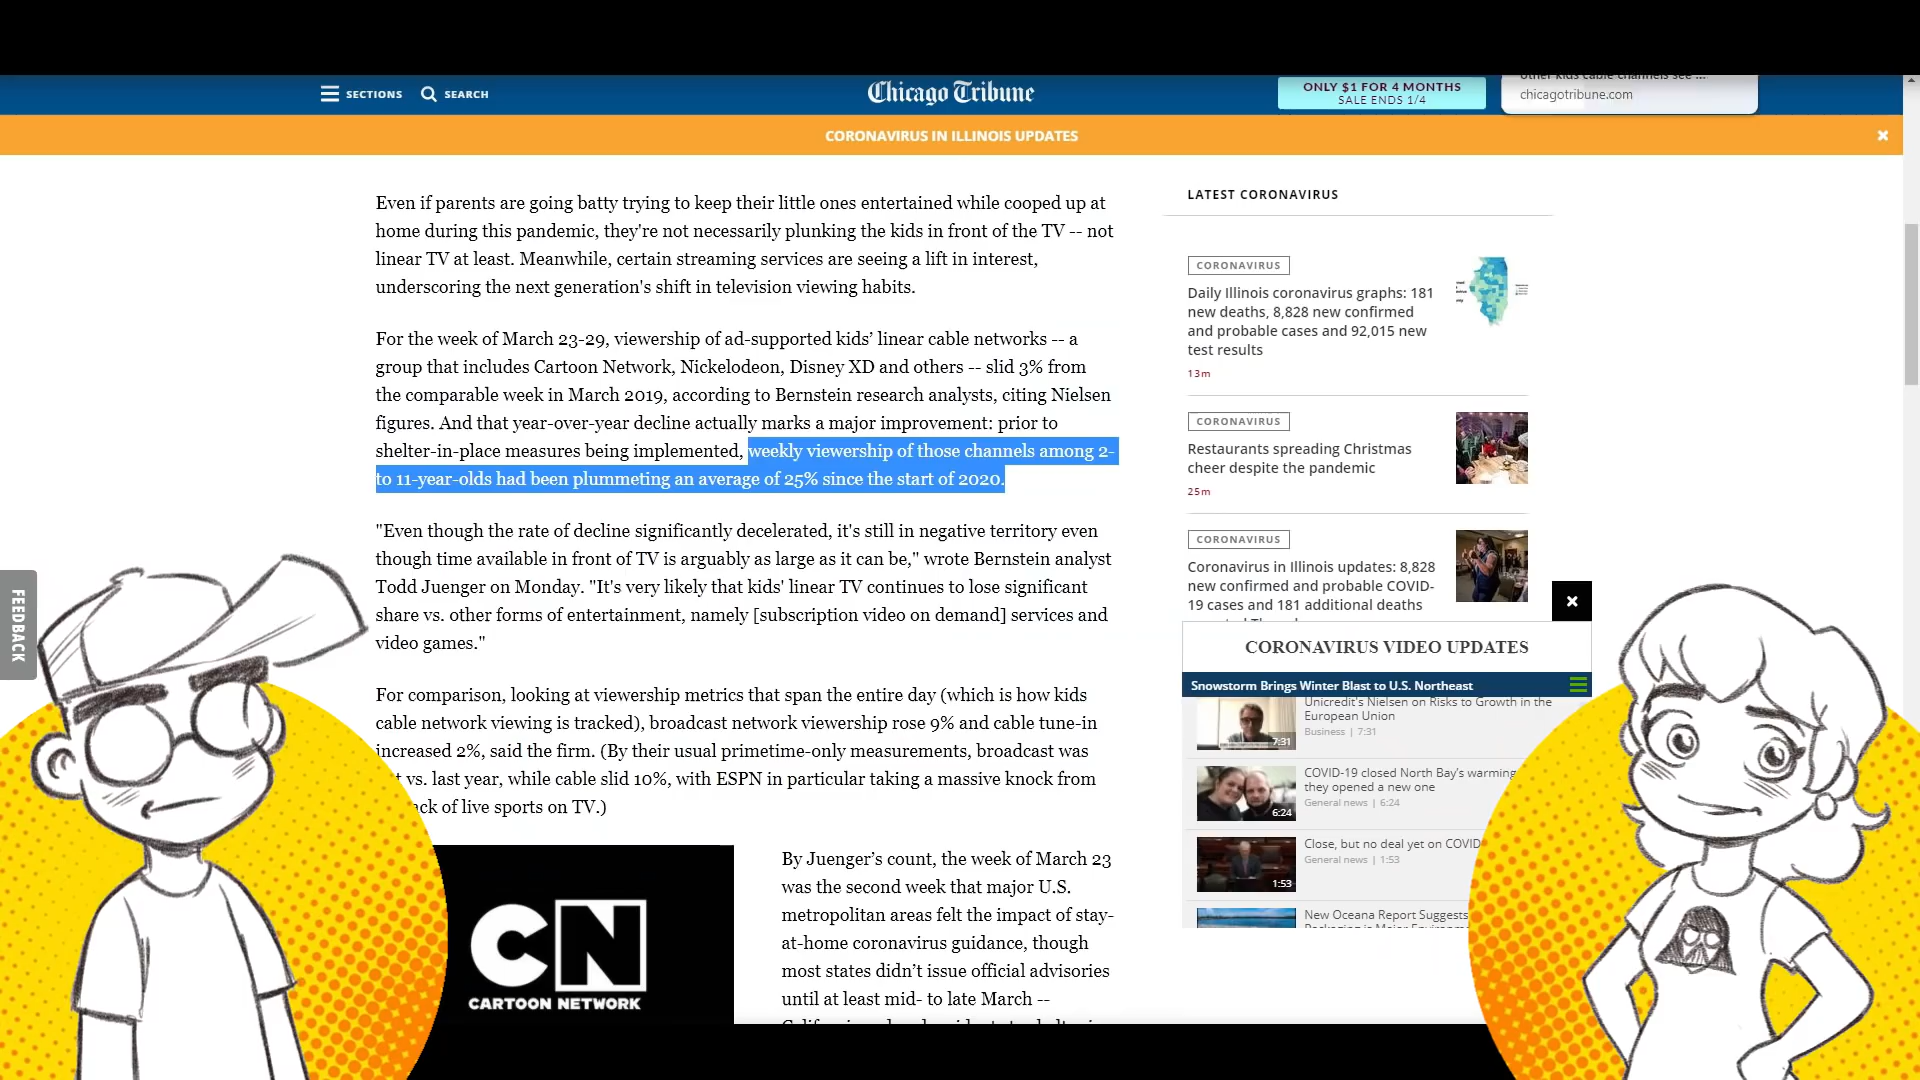 other kids cable channels see ...
chicagotribune.com
SECTIONS
SEARCH
Chicago Tribune
ONLY $1 FOR 4 MONTHS
SALE ENDS 1/4
CORONAVIRUS IN ILLINOIS UPDATES
Even if parents are going batty trying to keep their little ones entertained while cooped up at
home during this pandemic, they're not necessarily plunking the kids in front of the TV -- not
linear TV at least. Meanwhile, certain streaming services are seeing a lift in interest,
underscoring the next generation's shift in television viewing habits.
For the week of March 23-29, viewership of ad-supported kids’ linear cable networks -- a
group that includes Cartoon Network, Nickelodeon, Disney XD and others -- slid 3% from
the comparable week in March 2019, according to Bernstein research analysts, citing Nielsen
figures. And that year-over-year decline actually marks a major improvement: prior to
shelter-in-place measures being implemented, weekly viewership of those channels among 2-
to 11-year-olds had been plummeting an average of 25% since the start of 2020.
"Even though the rate of decline significantly decelerated, it's still in negative territory even
though time available in front of TV is arguably as large as it can be," wrote Bernstein analyst
Todd Juenger on Monday. "It's very likely that kids' linear TV continues to lose significant
share vs. other forms of entertainment, namely [subscription video on demand] services and
video games."
For comparison, looking at viewership metrics that span the entire day (which is how kids
cable network viewing is tracked), broadcast network viewership rose 9% and cable tune-in
increased 2%, said the firm. (By their usual primetime-only measurements, broadcast was
vs. last year, while cable slid 10%, with ESPN in particular taking a massive knock from
of live sports on TV.)
CN
CARTOON NETWORK
By Juenger’s count, the week of March 23
was the second week that major U.S.
metropolitan areas felt the impact of stay-
at-home coronavirus guidance, though
most states didn’t issue official advisories
until at least mid- to late March --
LATEST CORONAVIRUS
CORONAVIRUS
Daily Illinois coronavirus graphs: 181
new deaths, 8,828 new confirmed
and probable cases and 92,015 new
test results
13m
CORONAVIRUS
Restaurants spreading Christmas
cheer despite the pandemic
25m
CORONAVIRUS
Coronavirus in Illinois updates: 8,828
new confirmed and probable COVID-
19 cases and 181 additional deaths
CORONAVIRUS VIDEO UPDATES
Snowstorm Brings Winter Blast to U.S. Northeast
Unicredit's Nielsen on Risks to Growth in the
European Union
Business | 7:31
7:31
COVID-19 closed North Bay's warming
they opened a new one
General news | 6:24
6:24
Close, but no deal yet on COVID
General news | 1:53
1:53
New Oceana Report Suggests
FEEDBACK